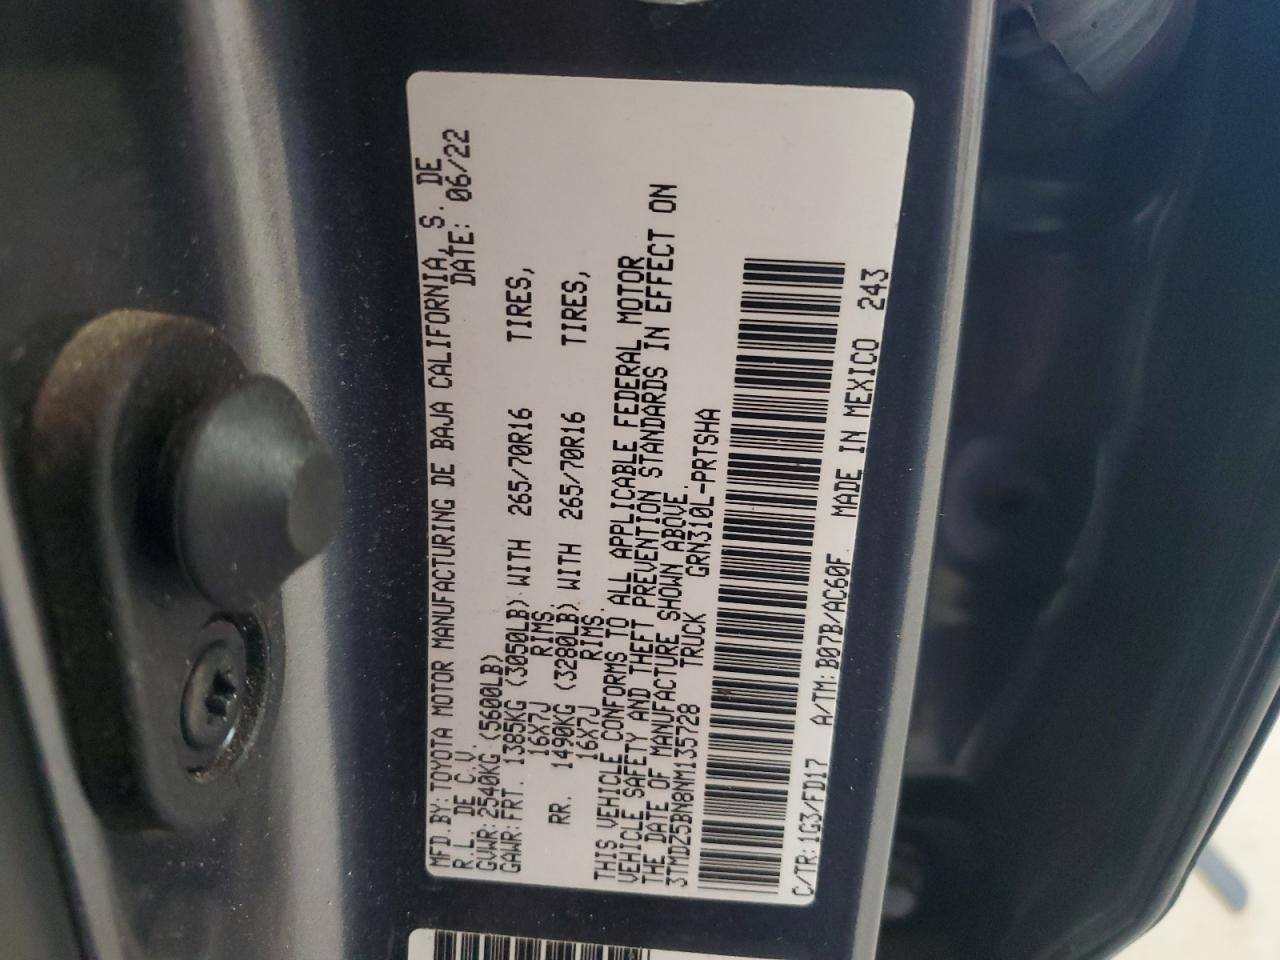 MFD. BY: TOYOTA MOTOR MANUFACTURING DE BAJA CALIFORNIA, S. DE
R. L. DE C. V. DATE: 06/22
GVWR: 2540KG (5600LB)
GAWR: FRT. 1385KG (3050LB) WITH 265/70R16 TIRES,
16X7J RIMS.
RR. 1490KG (3280LB) WITH 265/70R16 TIRES,
16X7J RIMS.
THIS VEHICLE CONFORMS TO ALL APPLICABLE FEDERAL MOTOR
VEHICLE SAFETY AND THEFT PREVENTION STANDARDS IN EFFECT ON
THE DATE OF MANUFACTURE SHOWN ABOVE.
3TMDZ5BN8NM135728 TRUCK GRN310L-PRTSHA
C/TR: 1G3/FD17 A/TM: B07B/AC60F MADE IN MEXICO 243